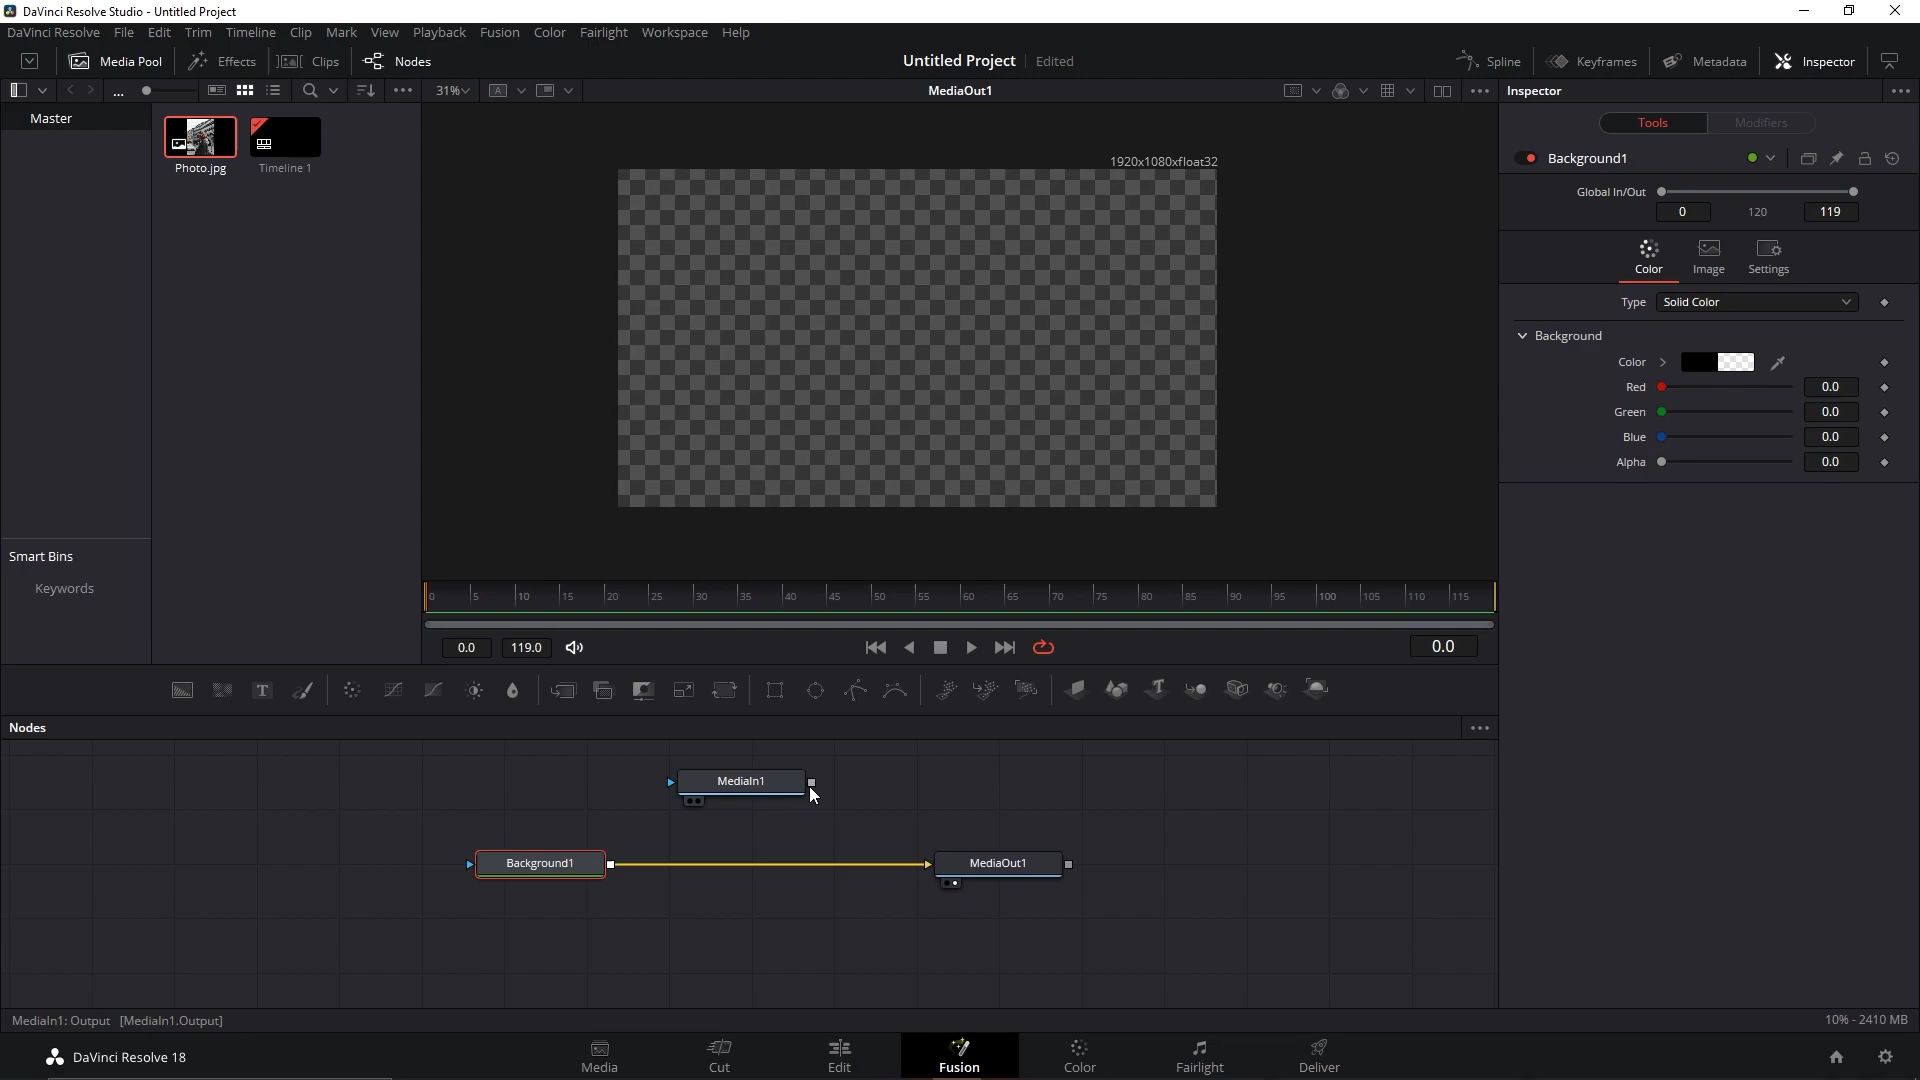 DaVinci Resolve Studio - Untitled Project
DaVinci Resolve File Edit Trim Timeline Clip Mark View Playback Fusion Color Fairlight Workspace Help
Media Pool Effects Clips Nodes Untitled Project Edited Spline Keyframes Metadata Inspector
... 31% A MediaOut1 Inspector
Master
Photo.jpg Timeline 1
Smart Bins
Keywords
1920x1080xfloat32
0 5 10 15 20 25 30 35 40 45 50 55 60 65 70 75 80 85 90 95 100 105 110 115
0.0 119.0 0.0
Tools Modifiers
Background1
Global In/Out
0 120 119
Color Image Settings
Type Solid Color
Background
Color
Red 0.0
Green 0.0
Blue 0.0
Alpha 0.0
T
Nodes
MediaIn1
Background1 MediaOut1
MediaIn1: Output [MediaIn1.Output] 10% - 2410 MB
DaVinci Resolve 18 Media Cut Edit Fusion Color Fairlight Deliver